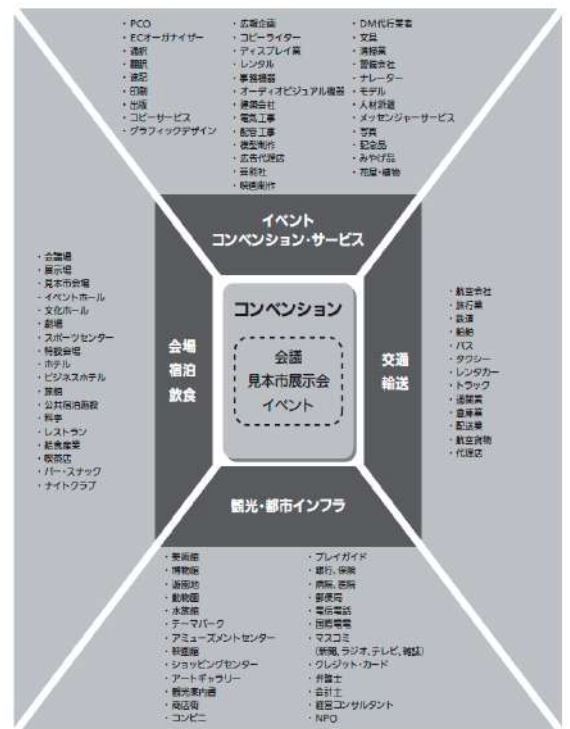 ・PCO
・ECオーガナイザー
・通訳
・翻訳
・速記
・印刷
・出版
・コピーサービス
・グラフィックデザイン
・広報企画
・コピーライター
・ディスプレイ業
・レンタル
・事務機器
・オーディオビジュアル機器
・建築会社
・電気工事
・配管工事
・模型制作
・広告代理店
・芸能社
・映画制作
・DM代行業者
・文具
・清掃業
・警備会社
・ナレーター
・モデル
・人材派遣
・メッセンジャーサービス
・写真
・記念品
・みやげ品
・花屋・植物
イベント
コンベンション・サービス
・会議場
・展示場
・見本市会場
・イベントホール
・文化ホール
・劇場
・スポーツセンター
・特設会場
・ホテル
・ビジネスホテル
・旅館
・公共宿泊施設
・料亭
・レストラン
・給食産業
・喫茶店
・バー・スナック
・ナイトクラブ
会場
宿泊
飲食
コンベンション
会議
見本市展示会
イベント
交通
輸送
・航空会社
・旅行業
・鉄道
・船舶
・バス
・タクシー
・レンタカー
・トラック
・通関業
・倉庫業
・配送業
・航空貨物
・代理店
観光・都市インフラ
・美術館
・博物館
・遊園地
・動物園
・水族館
・テーマパーク
・アミューズメントセンター
・映画館
・ショッピングセンター
・アートギャラリー
・観光案内書
・商店街
・コンビニ
・プレイガイド
・銀行、保険
・病院、医院
・郵便局
・電信電話
・国際電電
・マスコミ
(新聞、ラジオ、テレビ、雑誌)
・クレジット・カード
・弁護士
・会計士
・経営コンサルタント
・NPO